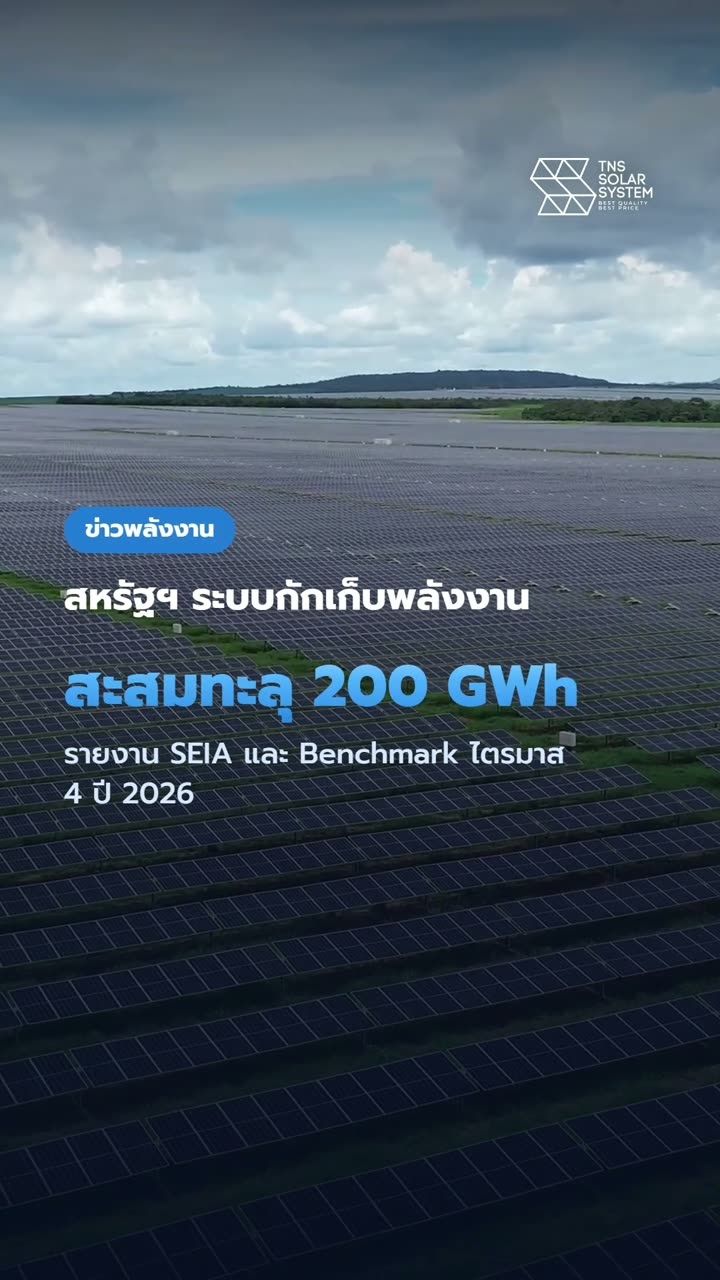 TNS
SOLAR
SYSTEM
BEST QUALITY
BEST PRICE
ข่าวพลังงาน
สหรัฐฯ ระบบกักเก็บพลังงาน
สะสมทะลุ 200 GWh
รายงาน SEIA และ Benchmark ไตรมาส
4 ปี 2026